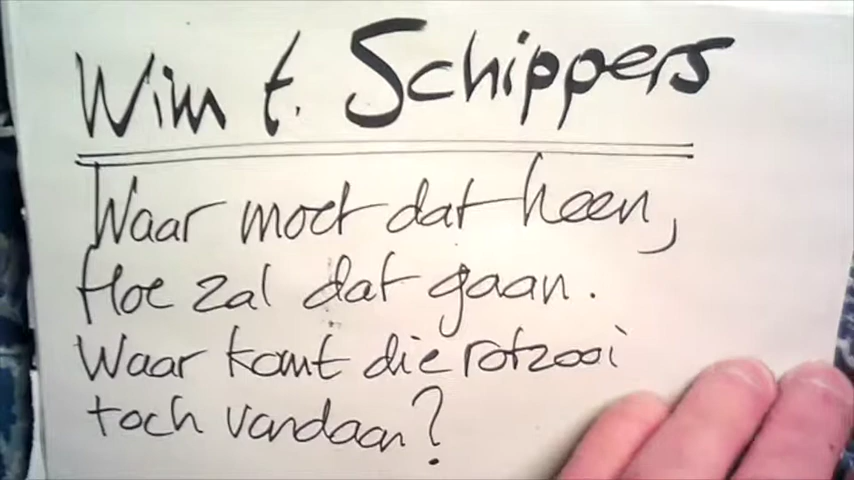 Wim t. Schippers
Waar moet dat heen,
Hoe zal dat gaan.
Waar komt die rotzooi
toch vandaan?